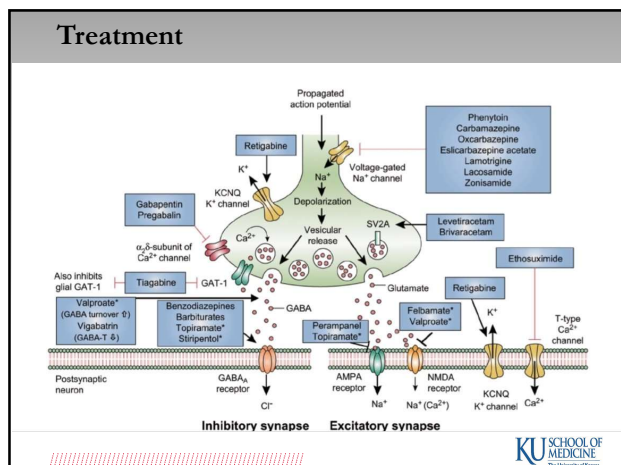 Treatment
Propagated
action potential
Phenytoin
Carbamazepine
Oxcarbazepine
Eslicarbazepine acetate
Lamotrigine
Lacosamide
Zonisamide
Retigabine
K⁺
Na⁺
Voltage-gated
Na⁺ channel
KCNQ
K⁺ channel
Depolarization
Gabapentin
Pregabalin
SV2A
Levetiracetam
Brivaracetam
Ca²⁺
Vesicular
release
α₂δ-subunit of
Ca²⁺ channel
Ethosuximide
Also inhibits
glial GAT-1
Tiagabine
GAT-1
Glutamate
Retigabine
GABA
Valproate*
(GABA turnover ⇧)
Vigabatrin
(GABA-T δ)
Benzodiazepines
Barbiturates
Topiramate*
Stiripentol*
Perampanel
Topiramate*
Felbamate*
Valproate*
K⁺
T-type
Ca²⁺
channel
Postsynaptic
neuron
GABA_A
receptor
AMPA
receptor
NMDA
receptor
KCNQ
K⁺ channel
Ca²⁺
Cl⁻
Na⁺
Na⁺ (Ca²⁺)
Inhibitory synapse
Excitatory synapse
KU SCHOOL OF
MEDICINE
The University of Kansas